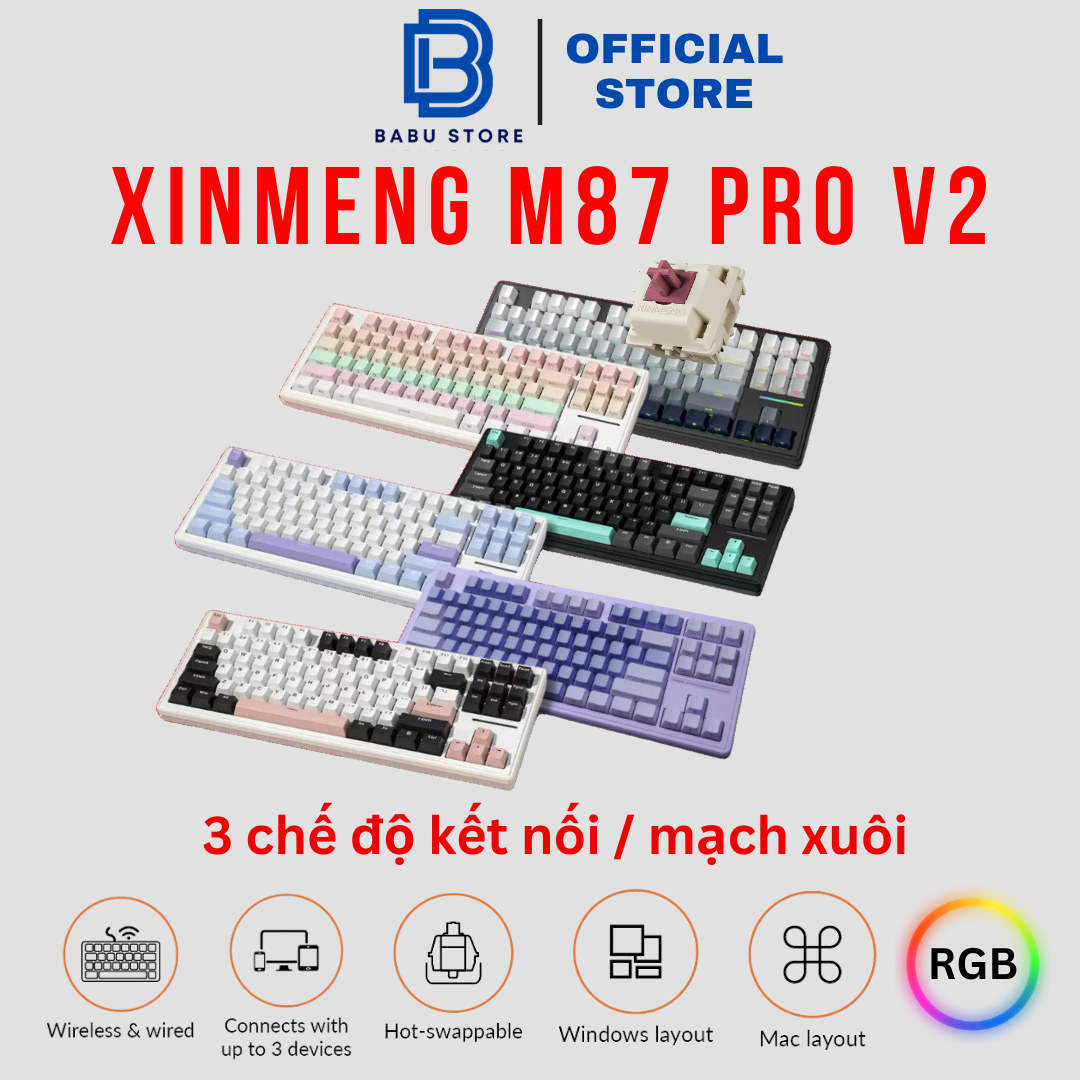 BABU STORE
OFFICIAL
STORE
XINMENG M87 PRO V2
XINMENG
3 chế độ kết nối / mạch xuôi
Wireless & wired
Connects with
up to 3 devices
Hot-swappable
Windows layout
Mac layout
RGB